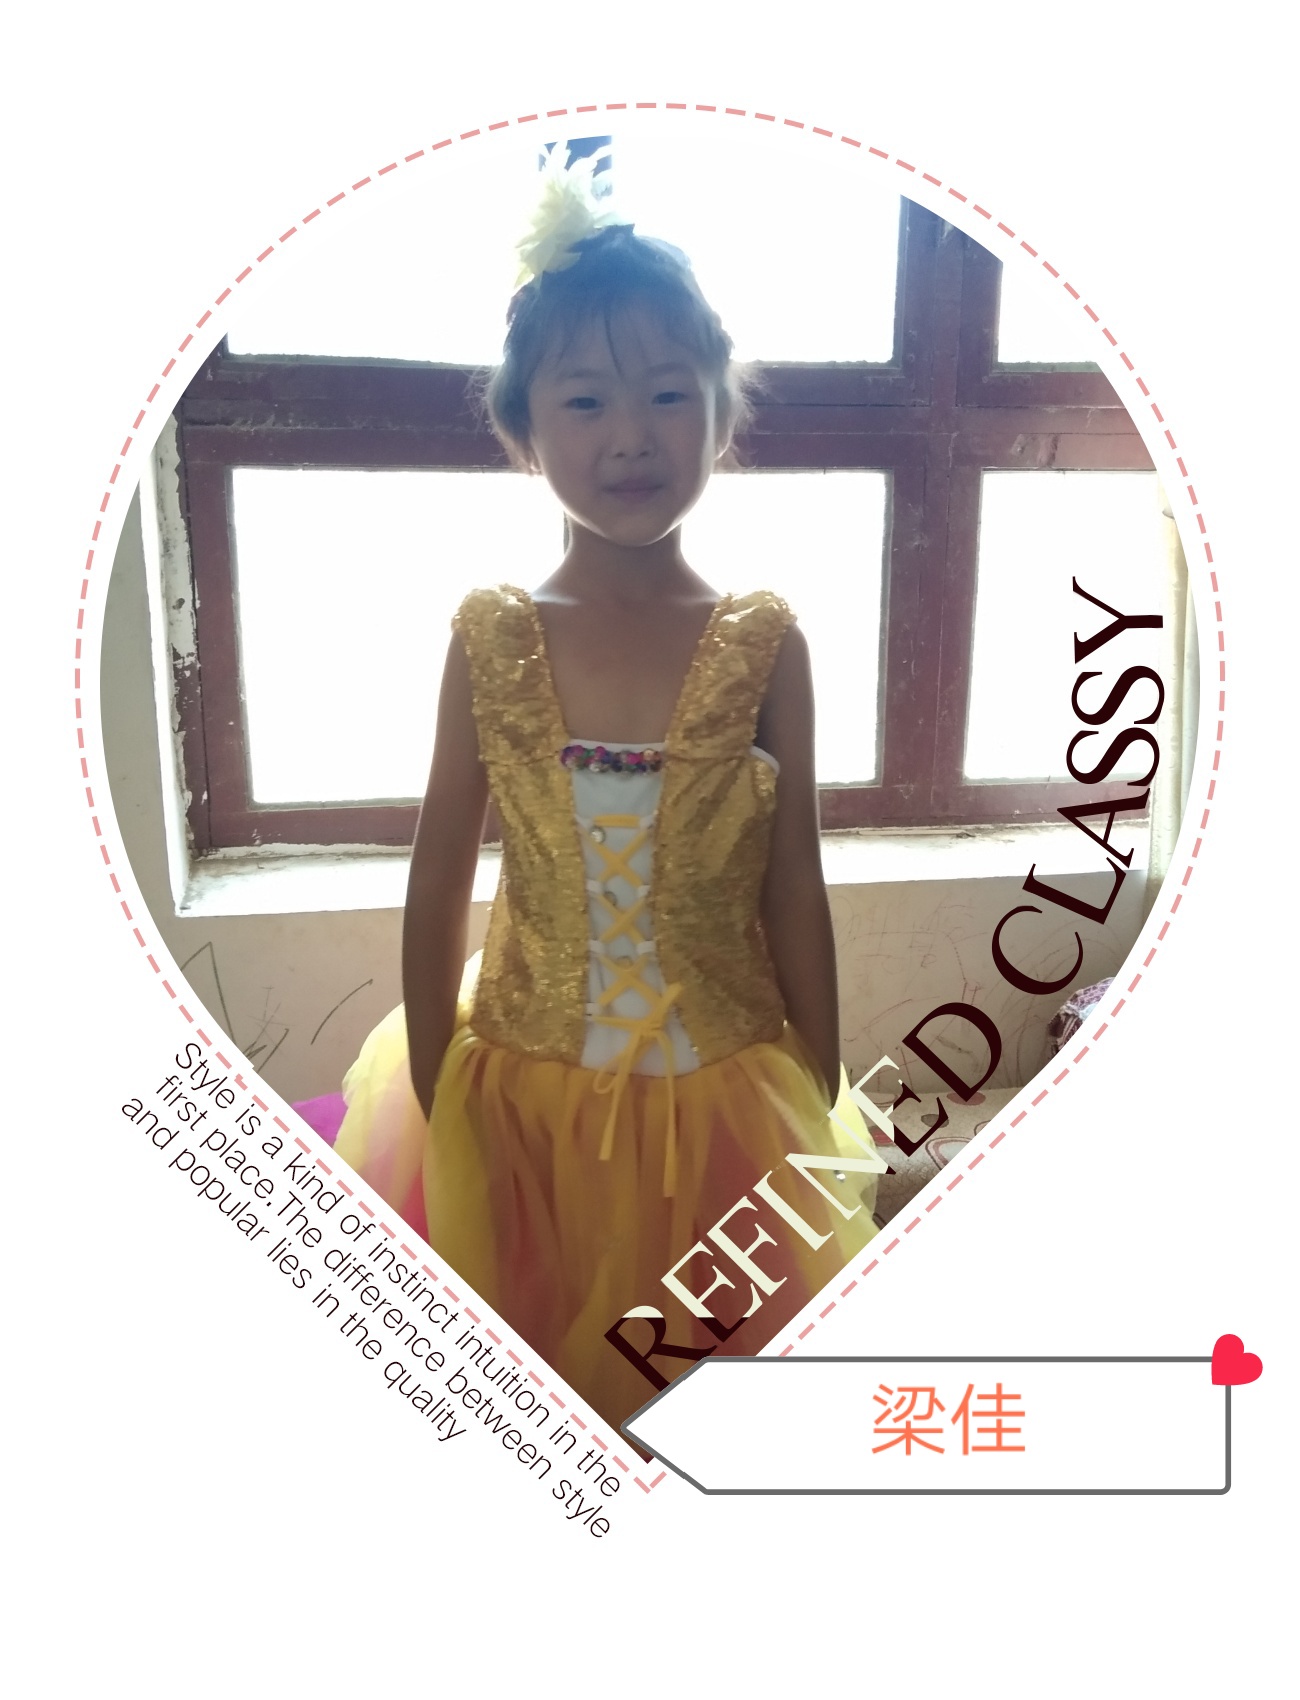 REFINED CLASSY
Style is a kind of instinct intuition in the
first place.The difference between style
and popular lies in the quality
梁佳